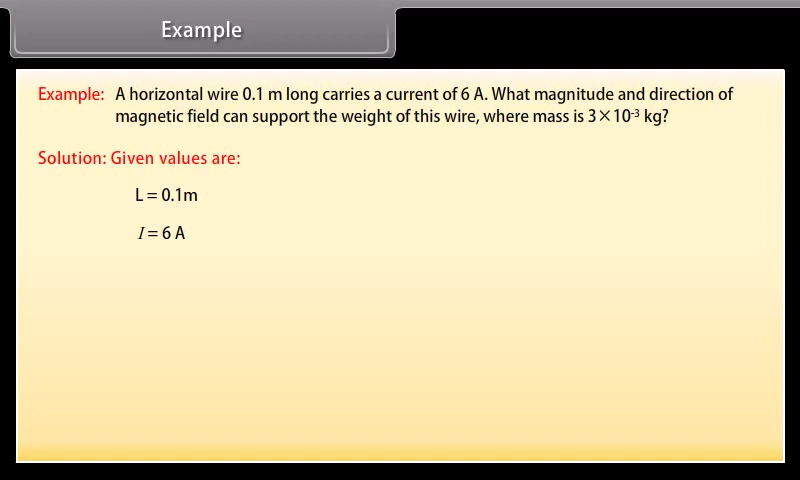 Example
Example: A horizontal wire 0.1 m long carries a current of 6 A. What magnitude and direction of
magnetic field can support the weight of this wire, where mass is 3×10⁻³ kg?
Solution: Given values are:
L = 0.1m
I = 6 A